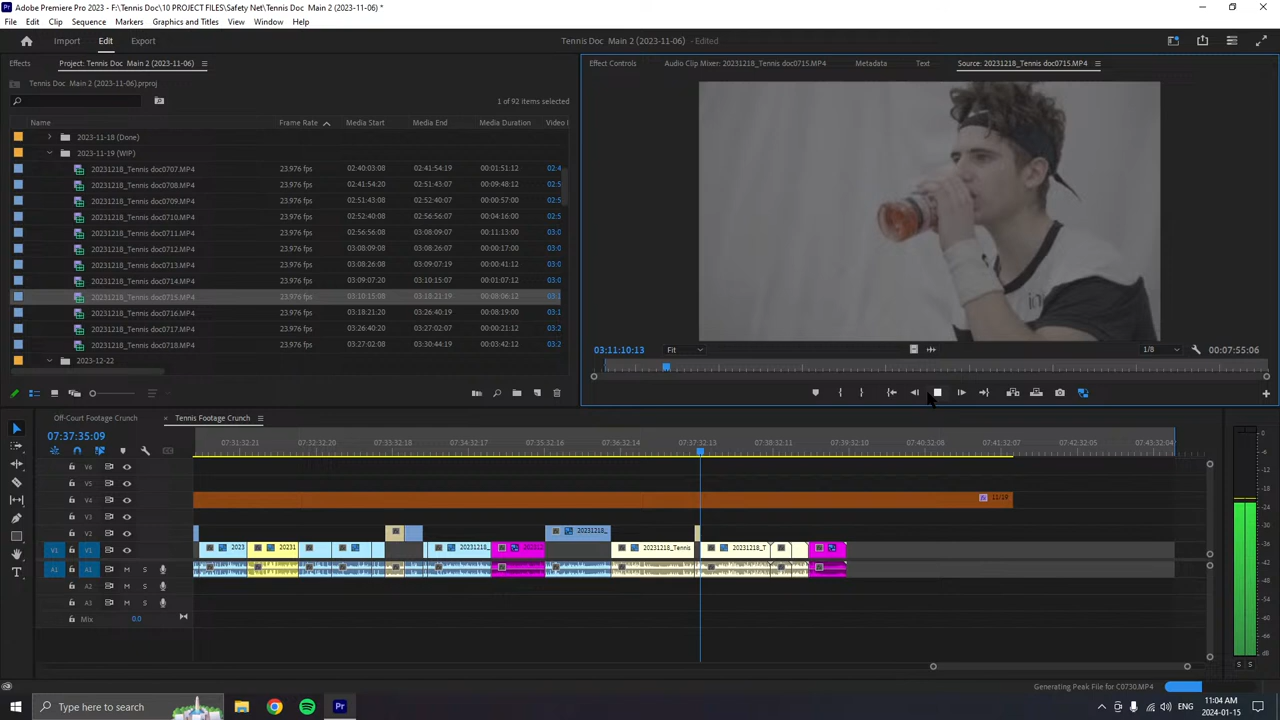 Adobe Premiere Pro 2023 - F:\Tennis Doc\10 PROJECT FILES\Safety Net\Tennis Doc Main 2 (2023-11-06) *
File Edit Clip Sequence Markers Graphics and Titles View Window Help
Import Edit Export Tennis Doc Main 2 (2023-11-06) - Edited
Effects Project: Tennis Doc Main 2 (2023-11-06) Effect Controls Audio Clip Mixer: 20231218_Tennis doc0715.MP4 Metadata Text Source: 20231218_Tennis doc0715.MP4
Tennis Doc Main 2 (2023-11-06).prproj
1 of 92 items selected
Name Frame Rate Media Start Media End Media Duration Video I
2023-11-18 (Done)
2023-11-19 (WIP)
20231218_Tennis doc0707.MP4 23.976 fps 02:40:03:08 02:41:54:19 00:01:51:12 02:4
20231218_Tennis doc0708.MP4 23.976 fps 02:41:54:20 02:51:43:07 00:09:48:12 02:5
20231218_Tennis doc0709.MP4 23.976 fps 02:51:43:08 02:52:40:07 00:00:57:00 02:5
20231218_Tennis doc0710.MP4 23.976 fps 02:52:40:08 02:56:56:07 00:04:16:00 02:5
20231218_Tennis doc0711.MP4 23.976 fps 02:56:56:08 03:08:09:07 00:11:13:00 03:0
20231218_Tennis doc0712.MP4 23.976 fps 03:08:09:08 03:08:26:07 00:00:17:00 03:0
20231218_Tennis doc0713.MP4 23.976 fps 03:08:26:08 03:09:07:19 00:00:41:12 03:0
20231218_Tennis doc0714.MP4 23.976 fps 03:09:07:20 03:10:15:07 00:01:07:12 03:0
20231218_Tennis doc0715.MP4 23.976 fps 03:10:15:08 03:18:21:19 00:08:06:12 03:1
20231218_Tennis doc0716.MP4 23.976 fps 03:18:21:20 03:26:40:19 00:08:19:00 03:1
20231218_Tennis doc0717.MP4 23.976 fps 03:26:40:20 03:27:02:07 00:00:21:12 03:2
20231218_Tennis doc0718.MP4 23.976 fps 03:27:02:08 03:30:44:19 00:03:42:12 03:2
2023-12-22
03:11:10:13 Fit 1/8 00:07:55:06
Off-Court Footage Crunch × Tennis Footage Crunch
07:37:35:09
07:31:32:21 07:32:32:20 07:33:32:18 07:34:32:17 07:35:32:16 07:36:32:14 07:37:32:13 07:38:32:11 07:39:32:10 07:40:32:08 07:41:32:07 07:42:32:05 07:43:32:04
V6
V5
V4 11/19
V3
V2 20231218_
V1 V1 2023 20231 20231218_ 20231218_Tennis 20231218_T
A1 A1 M S
A2 M S
A3 M S
Mix 0.0
0
-6
-12
-18
-24
-30
-36
-42
-48
-54
dB
S S
Generating Peak File for C0730.MP4
Type here to search
Pr
ENG
11:04 AM
2024-01-15